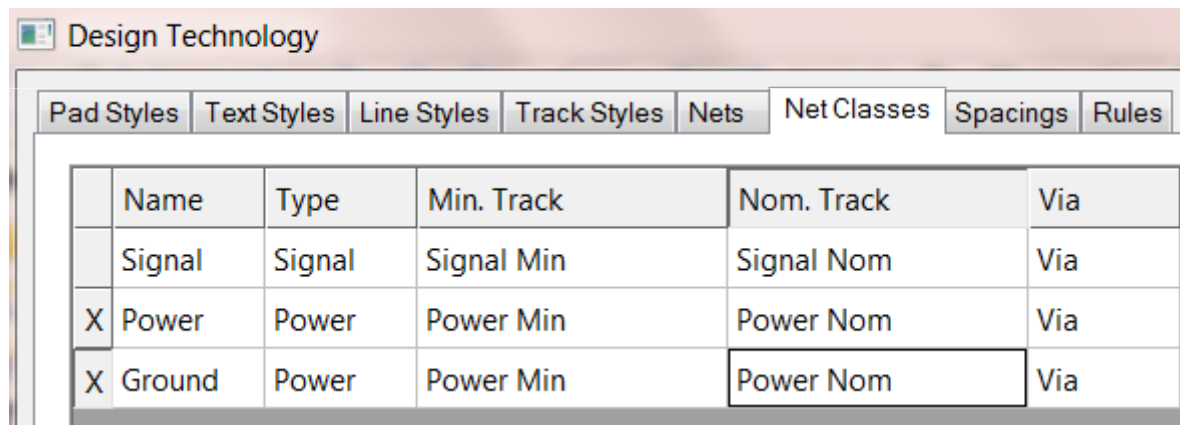 Design Technology
Pad Styles Text Styles Line Styles Track Styles Nets Net Classes Spacings Rules
Name Type Min. Track Nom. Track Via
Signal Signal Signal Min Signal Nom Via
X Power Power Power Min Power Nom Via
X Ground Power Power Min Power Nom Via